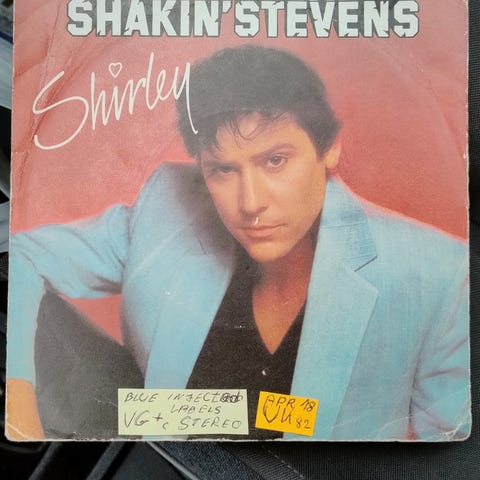 SHAKIN' STEVENS
Shirley
BLUE INJECTED
LABELS
VG+ STEREO
APR 18
82